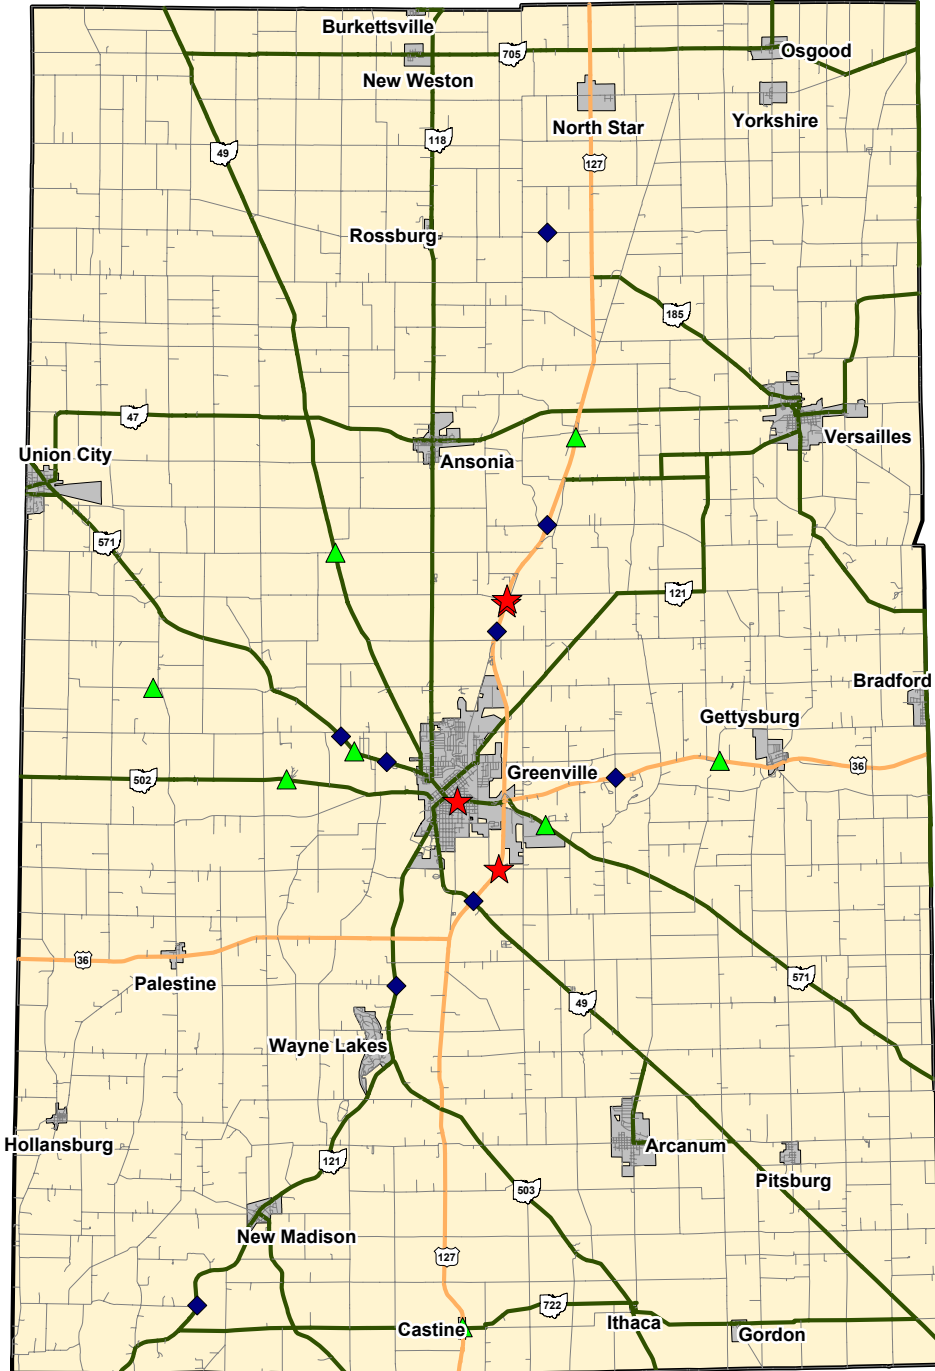 Burkettsville
705
Osgood
New Weston
Yorkshire
North Star
118
49
127
Rossburg
185
47
Versailles
Union City
Ansonia
571
121
Bradford
Gettysburg
36
Greenville
502
36
Palestine
571
49
Wayne Lakes
Hollansburg
Arcanum
121
Pitsburg
503
New Madison
127
722
Ithaca
Castine
Gordon